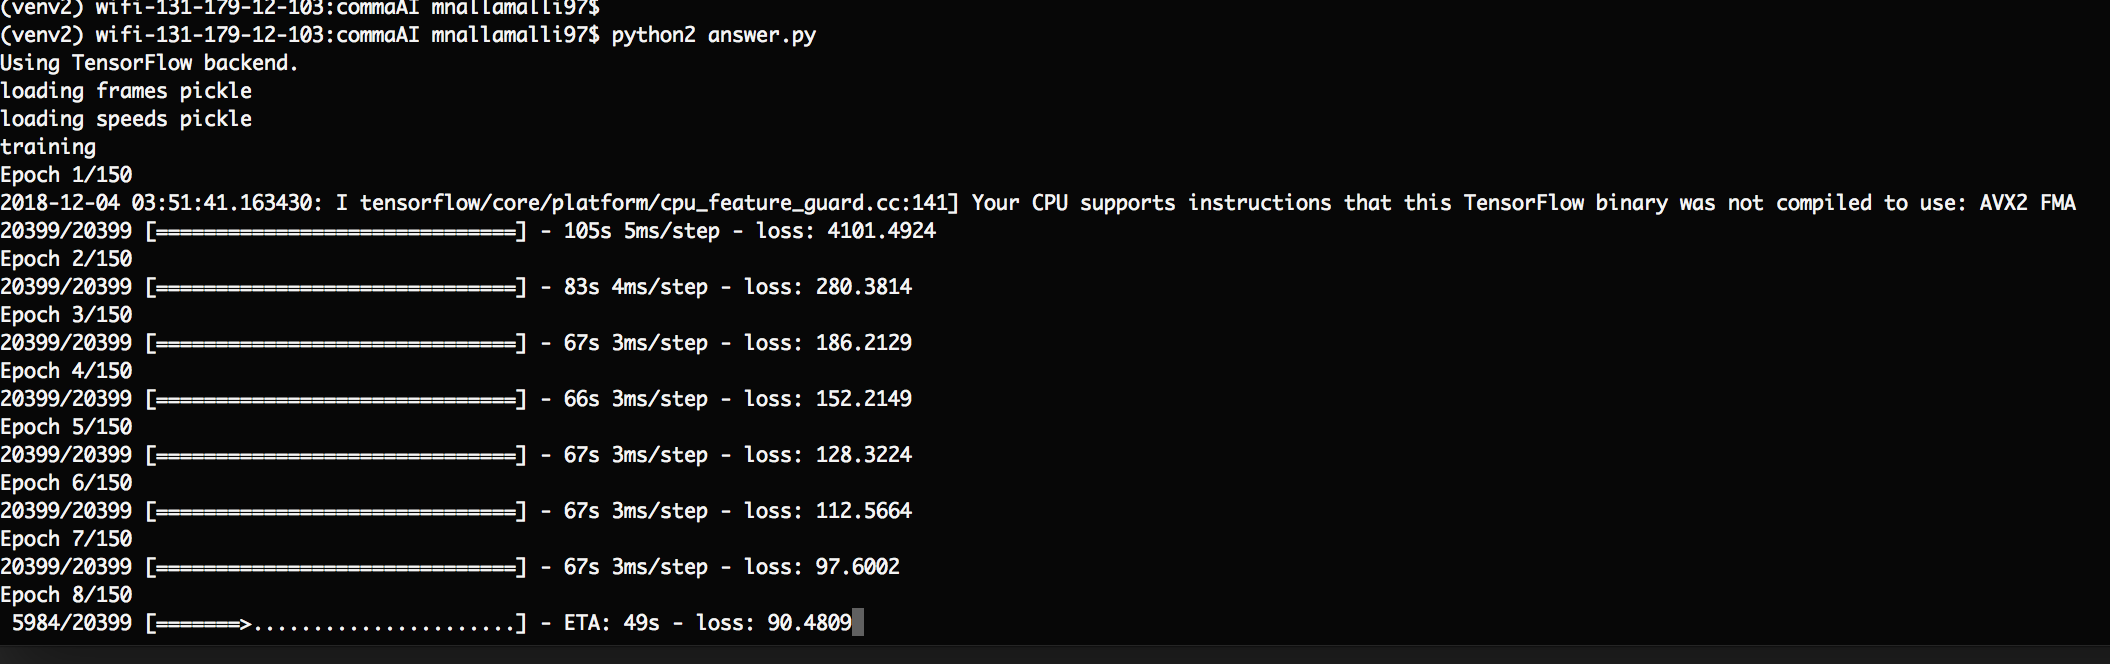 (venv2) wifi-131-179-12-103:commaAI mnallamalli97$
(venv2) wifi-131-179-12-103:commaAI mnallamalli97$ python2 answer.py
Using TensorFlow backend.
loading frames pickle
loading speeds pickle
training
Epoch 1/150
2018-12-04 03:51:41.163430: I tensorflow/core/platform/cpu_feature_guard.cc:141] Your CPU supports instructions that this TensorFlow binary was not compiled to use: AVX2 FMA
20399/20399 [==============================] - 105s 5ms/step - loss: 4101.4924
Epoch 2/150
20399/20399 [==============================] - 83s 4ms/step - loss: 280.3814
Epoch 3/150
20399/20399 [==============================] - 67s 3ms/step - loss: 186.2129
Epoch 4/150
20399/20399 [==============================] - 66s 3ms/step - loss: 152.2149
Epoch 5/150
20399/20399 [==============================] - 67s 3ms/step - loss: 128.3224
Epoch 6/150
20399/20399 [==============================] - 67s 3ms/step - loss: 112.5664
Epoch 7/150
20399/20399 [==============================] - 67s 3ms/step - loss: 97.6002
Epoch 8/150
 5984/20399 [=======>......................] - ETA: 49s - loss: 90.4809